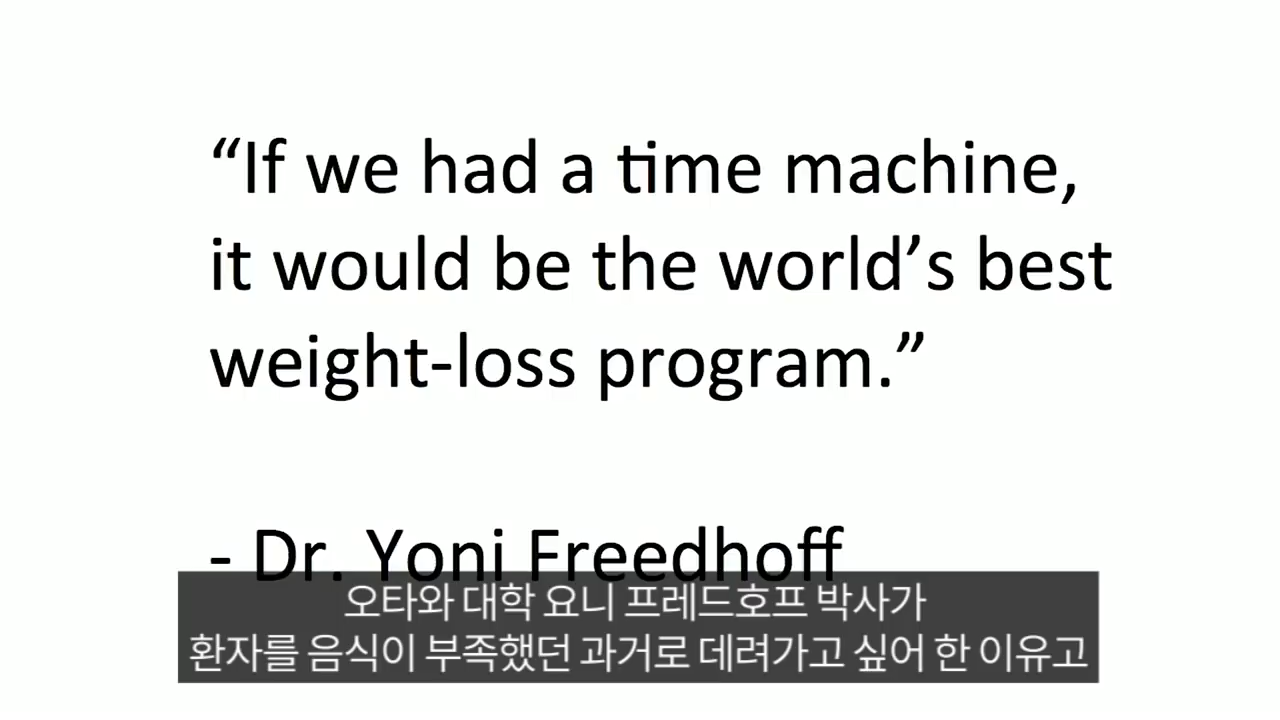 “If we had a time machine,
it would be the world’s best
weight-loss program.”
- Dr. Yoni Freedhoff
오타와 대학 요니 프레드호프 박사가
환자를 음식이 부족했던 과거로 데려가고 싶어 한 이유고